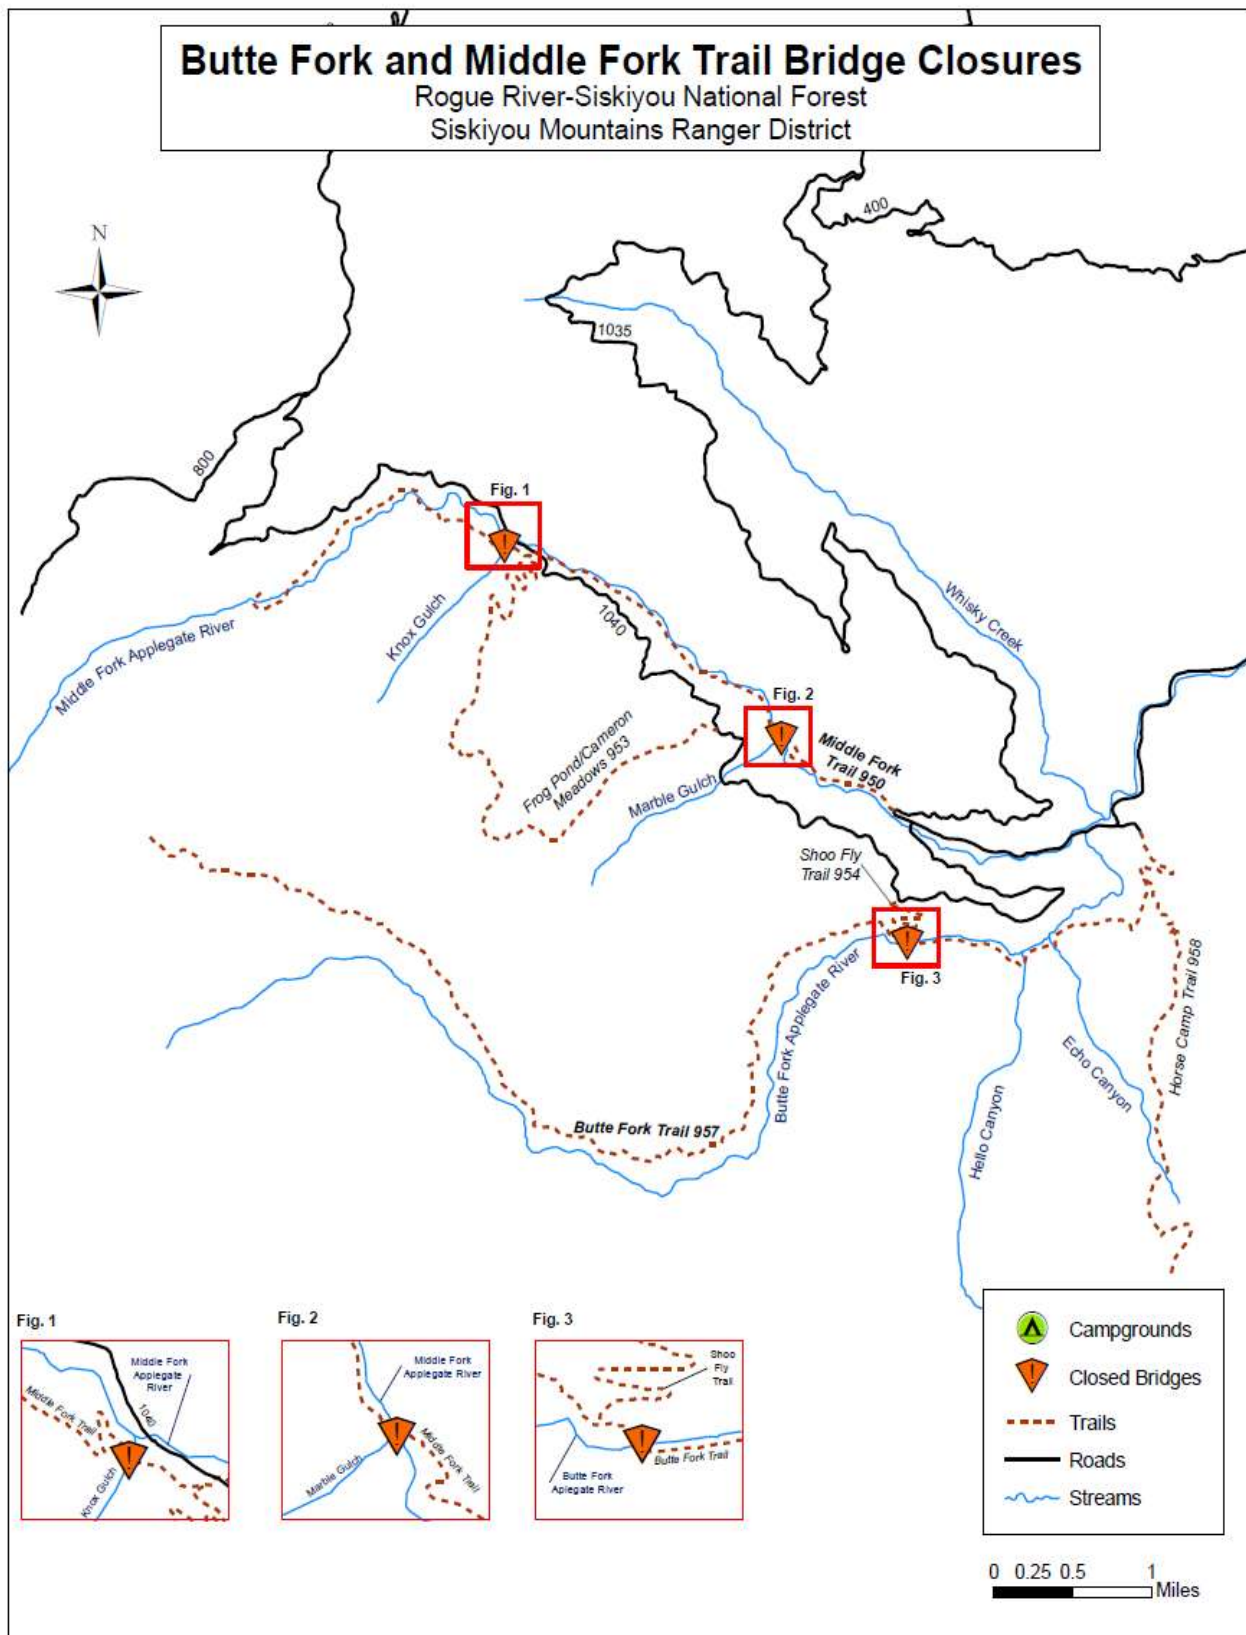 Butte Fork and Middle Fork Trail Bridge Closures
Rogue River-Siskiyou National Forest
Siskiyou Mountains Ranger District
N
400
1035
800
Fig. 1
Whisky Creek
1040
Knox Gulch
Middle Fork Applegate River
Fig. 2
Frog Pond/Cameron
Meadows 953
Middle Fork
Trail 950
Marble Gulch
Shoo Fly
Trail 954
Fig. 3
Butte Fork Applegate River
Horse Camp Trail 958
Echo Canyon
Hello Canyon
Butte Fork Trail 957
Fig. 1
Middle Fork
Applegate
River
Middle Fork Trail
1040
Knox Gulch
Fig. 2
Middle Fork
Applegate River
Marble Gulch
Middle Fork Trail
Fig. 3
Shoo
Fly
Trail
Butte Fork Trail
Butte Fork
Aplegate River
Campgrounds
Closed Bridges
Trails
Roads
Streams
0 0.25 0.5 1
Miles